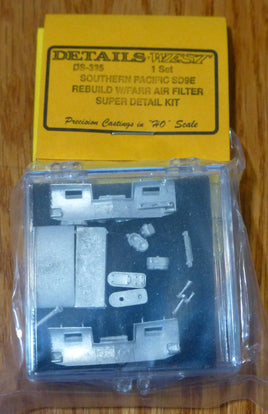 DETAILS WEST
DS-335 1 Set
SOUTHERN PACIFIC SD9E
REBUILD W/FARR AIR FILTER
SUPER DETAIL KIT
Precision Castings in "HO" Scale